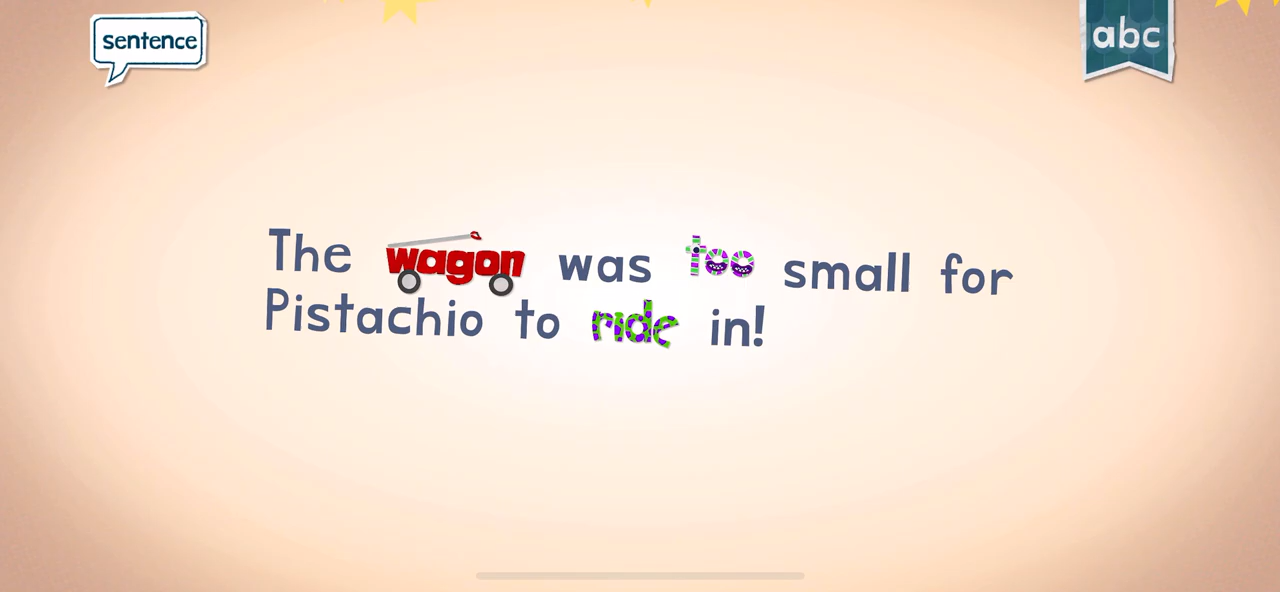 sentence
abc
The wagon was too small for
Pistachio to ride in!